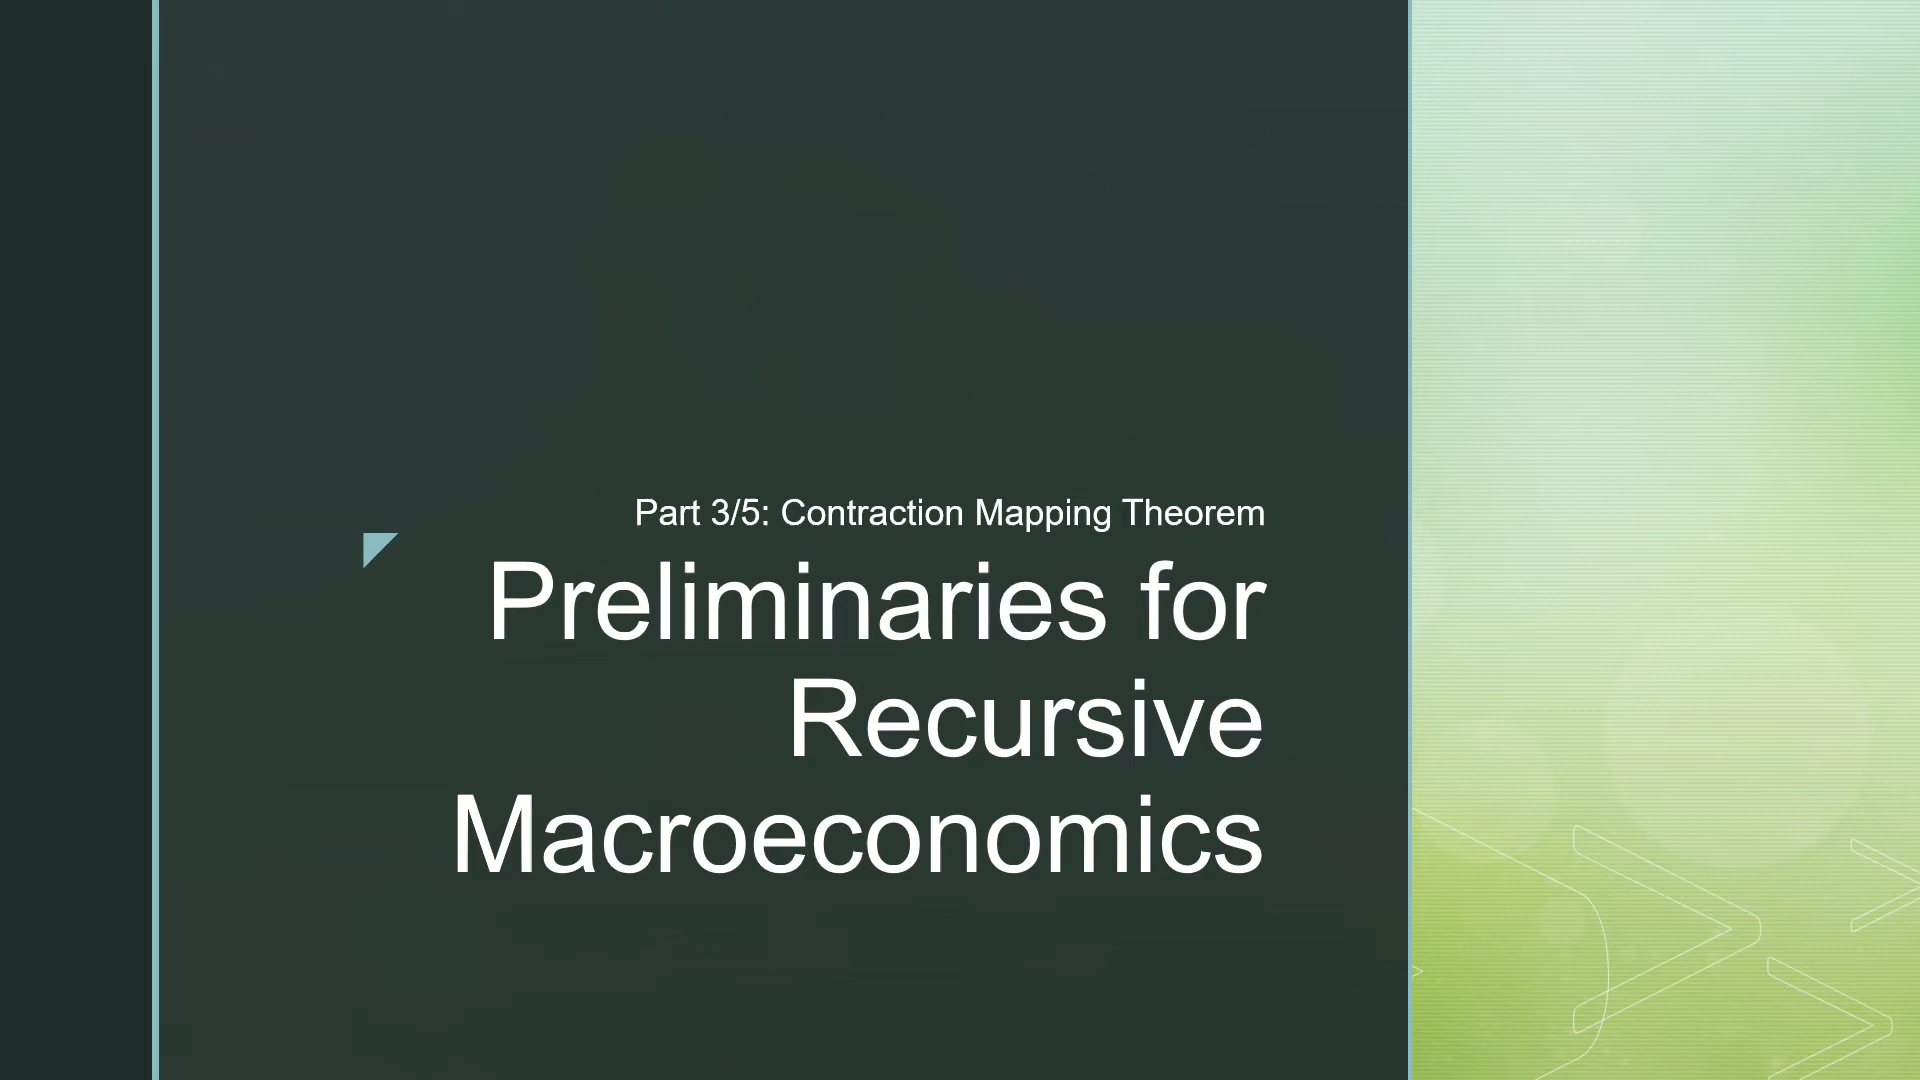 Part 3/5: Contraction Mapping Theorem
Preliminaries for
Recursive
Macroeconomics